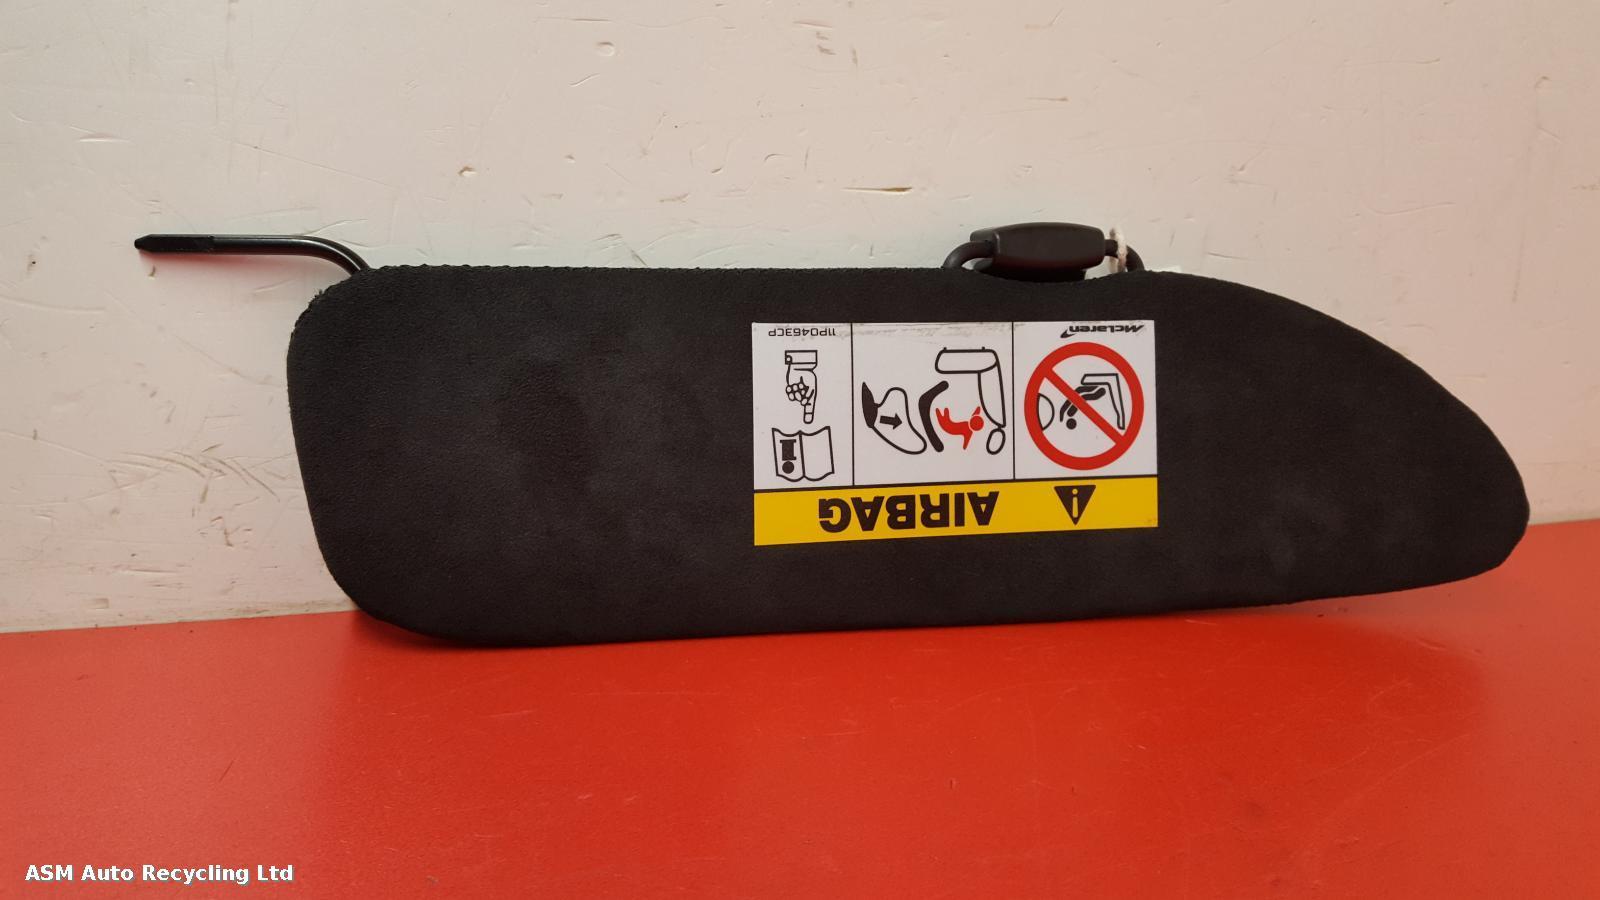 McLaren
11P0463CP
AIRBAG
ASM Auto Recycling Ltd